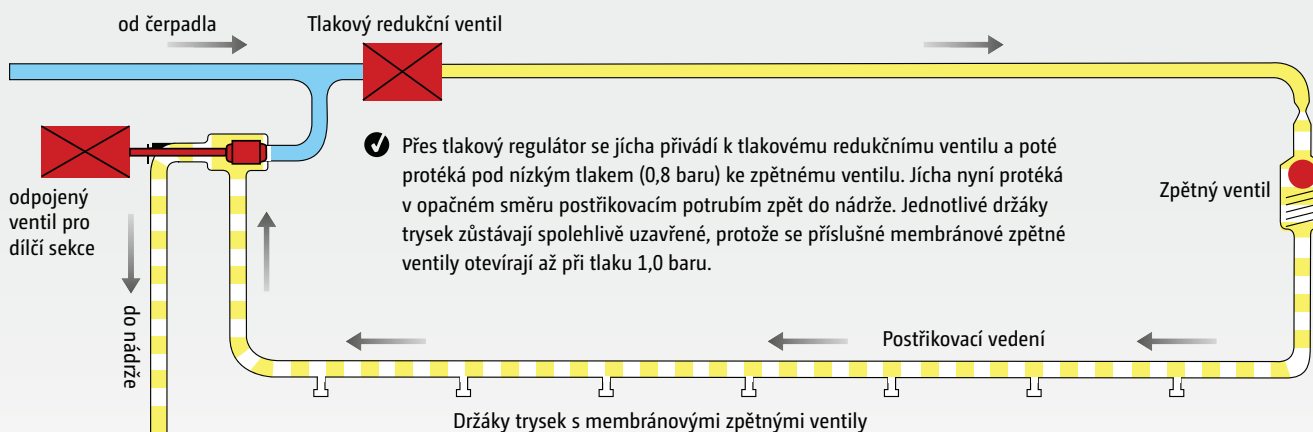 od čerpadla
Tlakový redukční ventil
Přes tlakový regulátor se jícha přivádí k tlakovému redukčnímu ventilu a poté
protéká pod nízkým tlakem (0,8 baru) ke zpětnému ventilu. Jícha nyní protéká
v opačném směru postřikovacím potrubím zpět do nádrže. Jednotlivé držáky
trysek zůstávají spolehlivě uzavřené, protože se příslušné membránové zpětné
ventily otevírají až při tlaku 1,0 baru.
Zpětný ventil
odpojený
ventil pro
dílčí sekce
do nádrže
Postřikovací vedení
Držáky trysek s membránovými zpětnými ventily